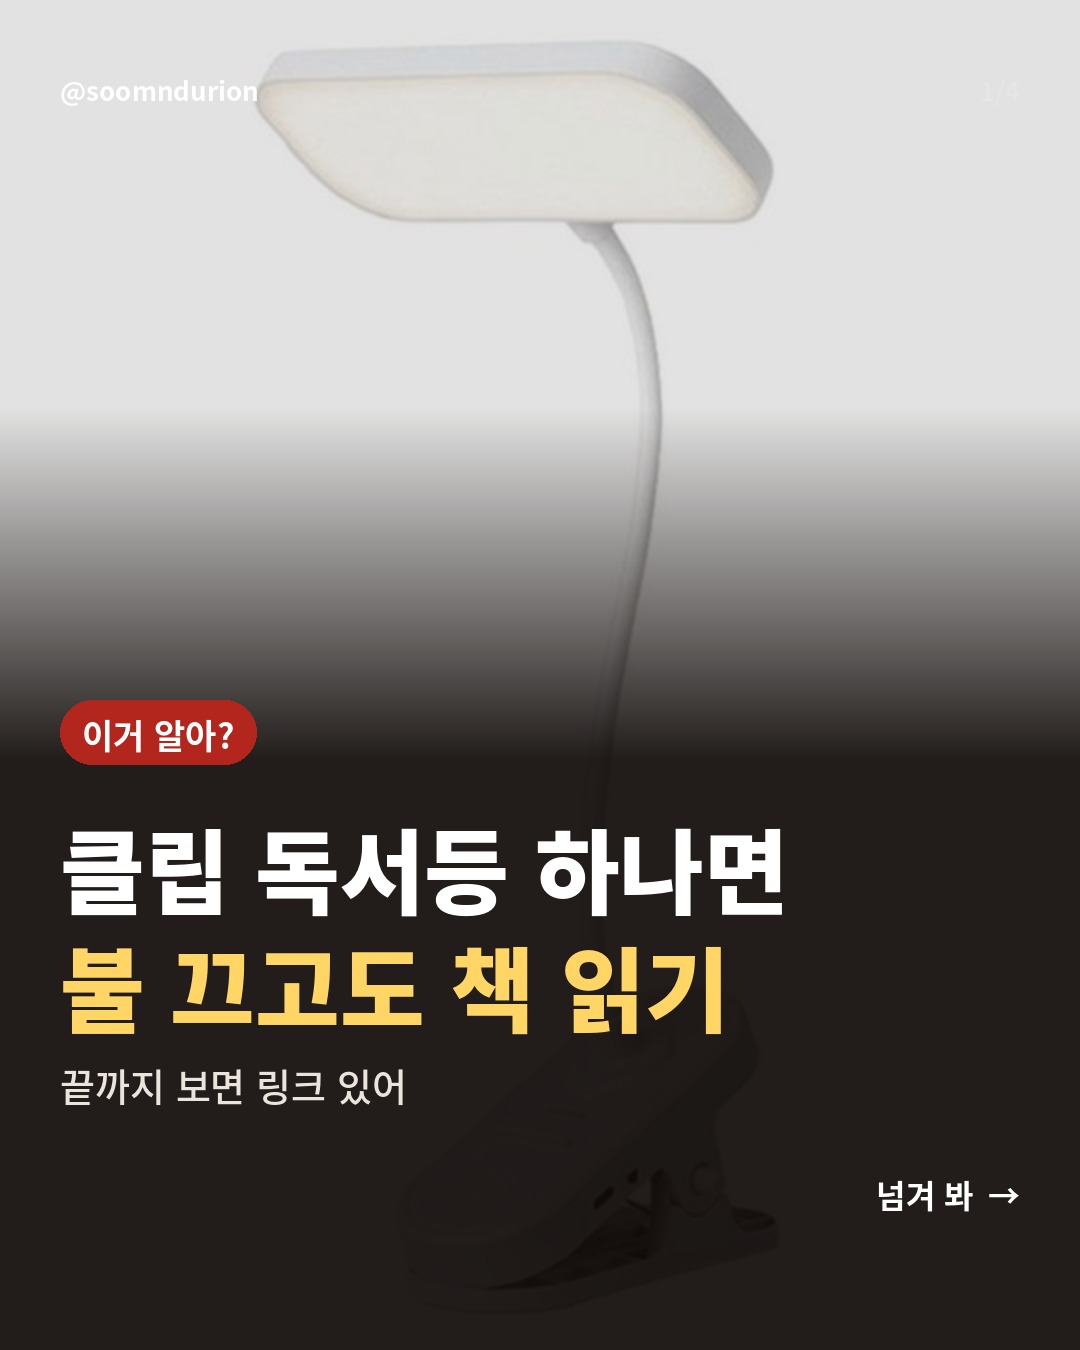 @soomndurion
1/4
이거 알아?
클립 독서등 하나면
불 끄고도 책 읽기
끝까지 보면 링크 있어
넘겨 봐 →